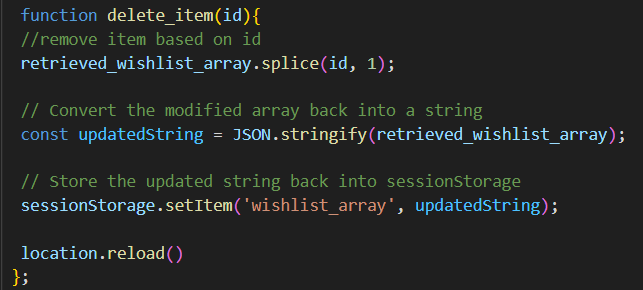 function delete_item(id){
//remove item based on id
retrieved_wishlist_array.splice(id, 1);
// Convert the modified array back into a string
const updatedString = JSON.stringify(retrieved_wishlist_array);
// Store the updated string back into sessionStorage
sessionStorage.setItem('wishlist_array', updatedString);
location.reload()
};